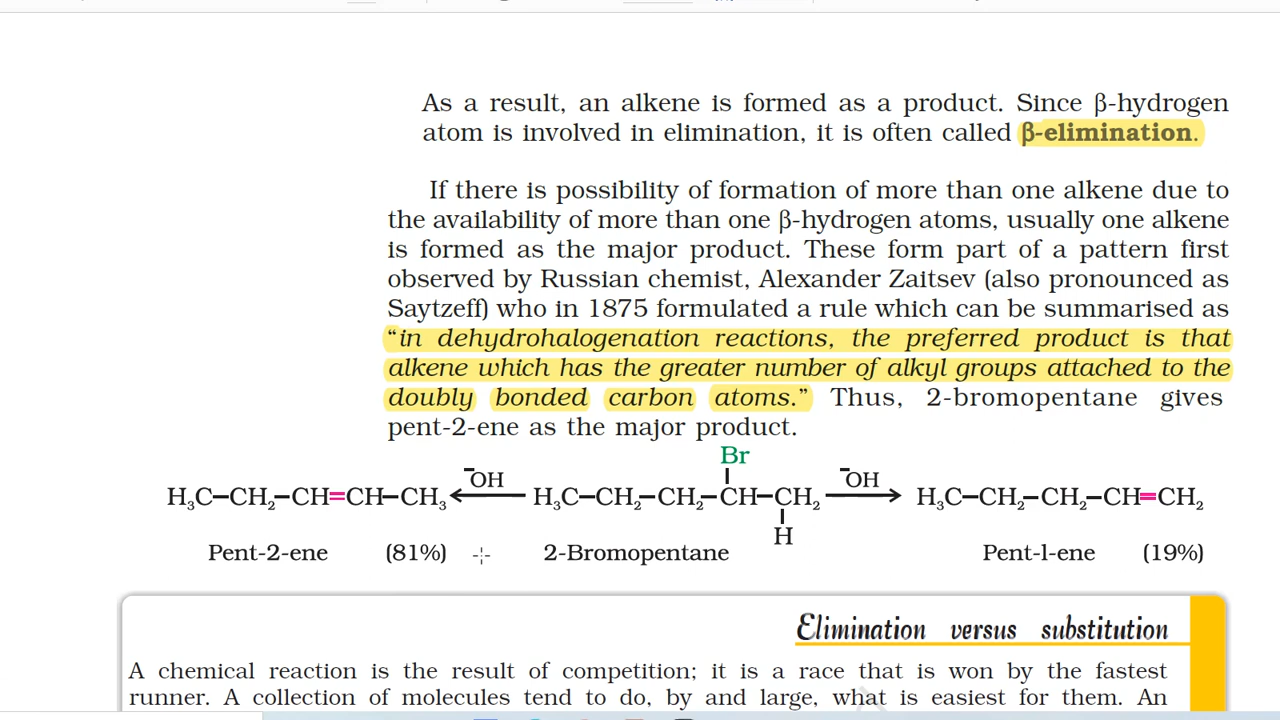 As a result, an alkene is formed as a product. Since β-hydrogen
atom is involved in elimination, it is often called β-elimination.
If there is possibility of formation of more than one alkene due to
the availability of more than one β-hydrogen atoms, usually one alkene
is formed as the major product. These form part of a pattern first
observed by Russian chemist, Alexander Zaitsev (also pronounced as
Saytzeff) who in 1875 formulated a rule which can be summarised as
“in dehydrohalogenation reactions, the preferred product is that
alkene which has the greater number of alkyl groups attached to the
doubly bonded carbon atoms.” Thus, 2-bromopentane gives
pent-2-ene as the major product.
Br
⁻OH ⁻OH
H₃C–CH₂–CH=CH–CH₃ H₃C–CH₂–CH₂–CH–CH₂ H₃C–CH₂–CH₂–CH=CH₂
H
Pent-2-ene (81%) 2-Bromopentane Pent-l-ene (19%)
Elimination versus substitution
A chemical reaction is the result of competition; it is a race that is won by the fastest
runner. A collection of molecules tend to do, by and large, what is easiest for them. An